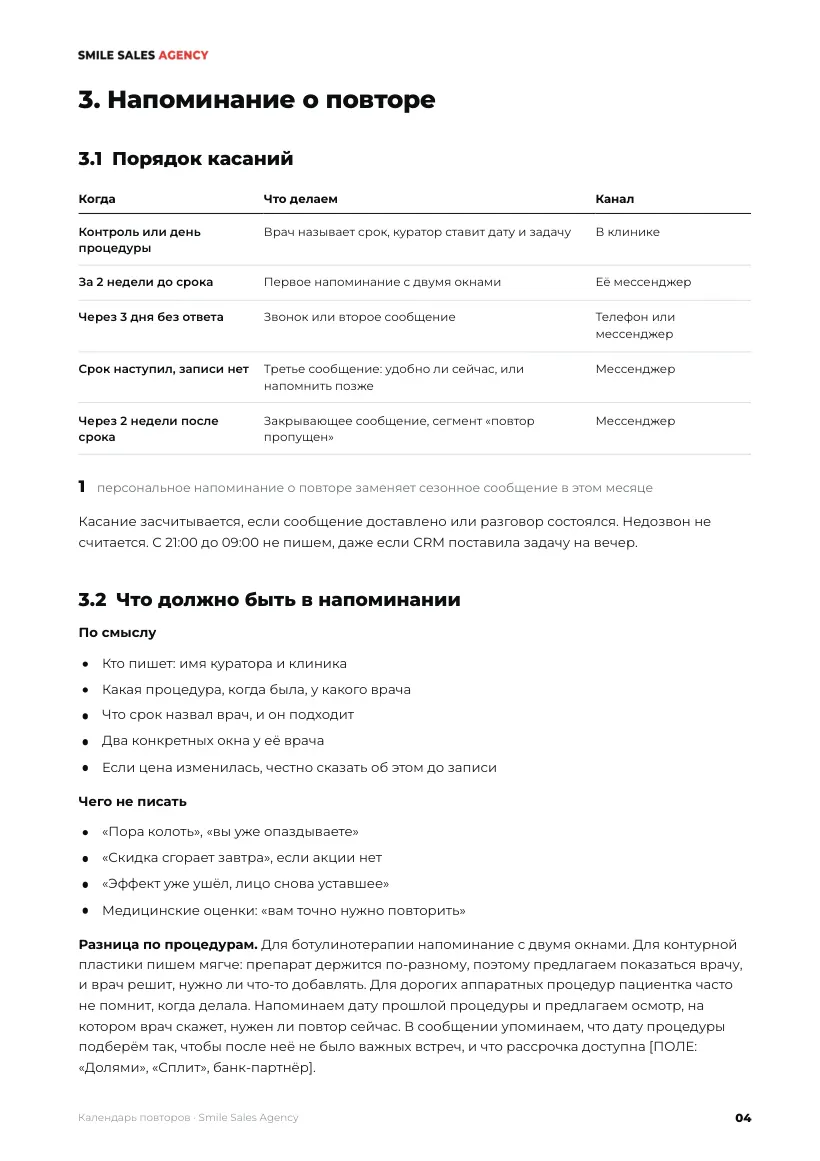 SMILE SALES AGENCY
3. Напоминание о повторе
3.1 Порядок касаний
Когда Что делаем Канал
Контроль или день Врач называет срок, куратор ставит дату и задачу В клинике
процедуры
За 2 недели до срока Первое напоминание с двумя окнами Её мессенджер
Через 3 дня без ответа Звонок или второе сообщение Телефон или
мессенджер
Срок наступил, записи нет Третье сообщение: удобно ли сейчас, или Мессенджер
напомнить позже
Через 2 недели после Закрывающее сообщение, сегмент «повтор Мессенджер
срока пропущен»
1 персональное напоминание о повторе заменяет сезонное сообщение в этом месяце
Касание засчитывается, если сообщение доставлено или разговор состоялся. Недозвон не
считается. С 21:00 до 09:00 не пишем, даже если CRM поставила задачу на вечер.
3.2 Что должно быть в напоминании
По смыслу
• Кто пишет: имя куратора и клиника
• Какая процедура, когда была, у какого врача
• Что срок назвал врач, и он подходит
• Два конкретных окна у её врача
• Если цена изменилась, честно сказать об этом до записи
Чего не писать
• «Пора колоть», «вы уже опаздываете»
• «Скидка сгорает завтра», если акции нет
• «Эффект уже ушёл, лицо снова уставшее»
• Медицинские оценки: «вам точно нужно повторить»
Разница по процедурам. Для ботулинотерапии напоминание с двумя окнами. Для контурной
пластики пишем мягче: препарат держится по-разному, поэтому предлагаем показаться врачу,
и врач решит, нужно ли что-то добавлять. Для дорогих аппаратных процедур пациентка часто
не помнит, когда делала. Напоминаем дату прошлой процедуры и предлагаем осмотр, на
котором врач скажет, нужен ли повтор сейчас. В сообщении упоминаем, что дату процедуры
подберём так, чтобы после неё не было важных встреч, и что рассрочка доступна [ПОЛЕ:
«Долями», «Сплит», банк-партнёр].
Календарь повторов · Smile Sales Agency 04